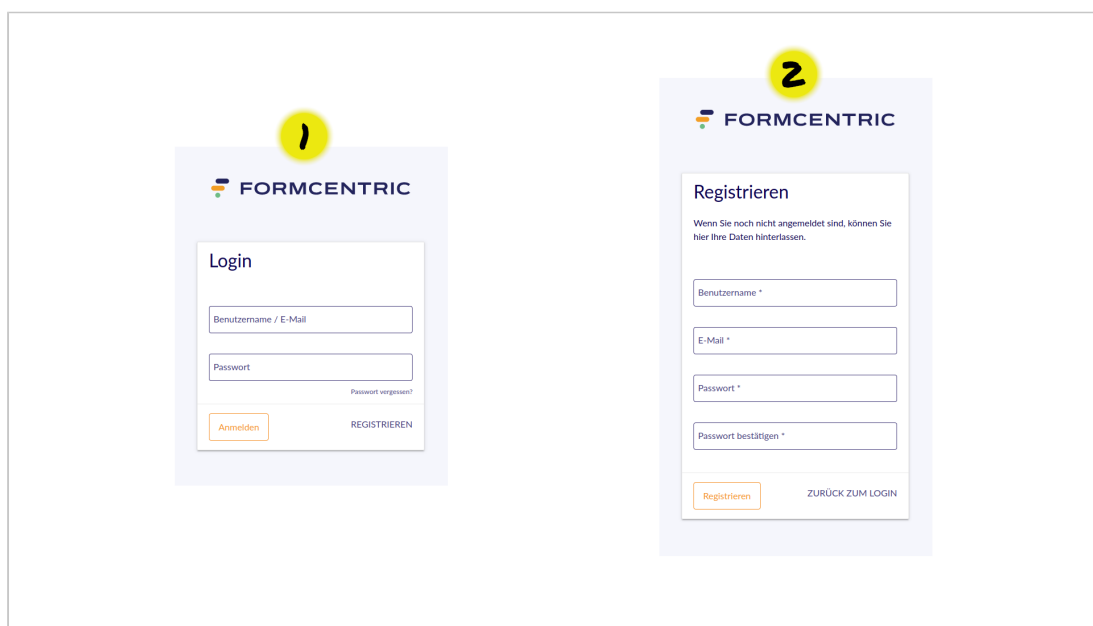 1
FORMCENTRIC
Login
Benutzername / E-Mail
Passwort
Passwort vergessen?
Anmelden
REGISTRIEREN
2
FORMCENTRIC
Registrieren
Wenn Sie noch nicht angemeldet sind, können Sie
hier Ihre Daten hinterlassen.
Benutzername *
E-Mail *
Passwort *
Passwort bestätigen *
Registrieren
ZURÜCK ZUM LOGIN